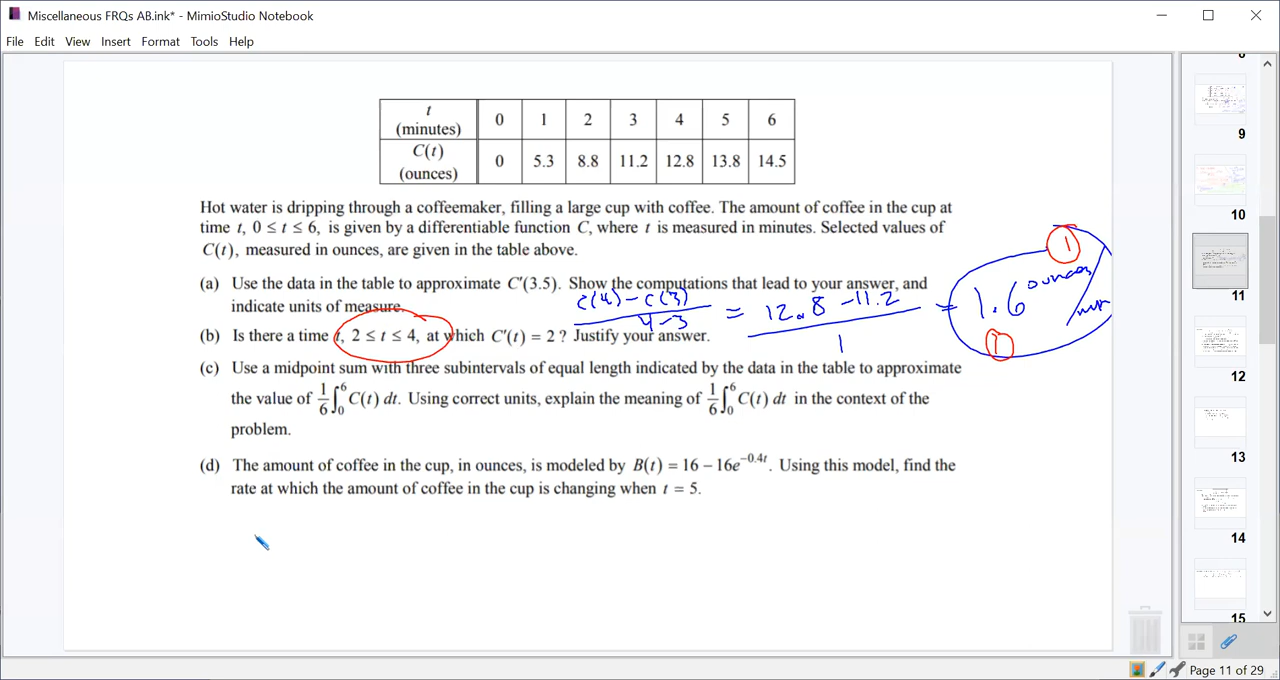 Miscellaneous FRQs AB.ink* - MimioStudio Notebook
File Edit View Insert Format Tools Help
t (minutes) 0 1 2 3 4 5 6
C(t) (ounces) 0 5.3 8.8 11.2 12.8 13.8 14.5
Hot water is dripping through a coffeemaker, filling a large cup with coffee. The amount of coffee in the cup at
time t, 0 ≤ t ≤ 6, is given by a differentiable function C, where t is measured in minutes. Selected values of
C(t), measured in ounces, are given in the table above.
(a) Use the data in the table to approximate C'(3.5). Show the computations that lead to your answer, and
indicate units of measure.
C(4) - C(3) / 4 - 3 = 12.8 - 11.2 / 1 = 1.6 ounces/min
1
1
(b) Is there a time t, 2 ≤ t ≤ 4, at which C'(t) = 2 ? Justify your answer.
(c) Use a midpoint sum with three subintervals of equal length indicated by the data in the table to approximate
the value of 1/6 ∫₀⁶ C(t) dt. Using correct units, explain the meaning of 1/6 ∫₀⁶ C(t) dt in the context of the
problem.
(d) The amount of coffee in the cup, in ounces, is modeled by B(t) = 16 – 16e^(–0.4t). Using this model, find the
rate at which the amount of coffee in the cup is changing when t = 5.
9
10
11
12
13
14
15
Page 11 of 29